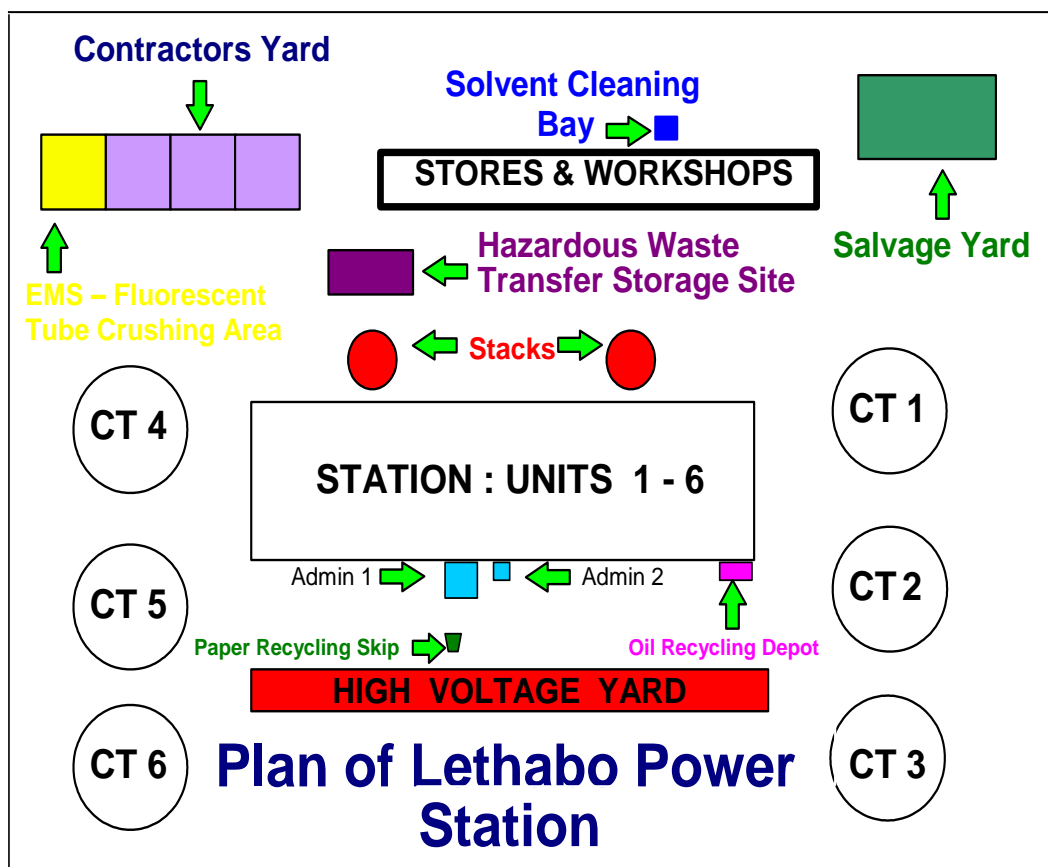 Contractors Yard
Solvent Cleaning
Bay
STORES & WORKSHOPS
Salvage Yard
Hazardous Waste
Transfer Storage Site
EMS – Fluorescent
Tube Crushing Area
Stacks
CT 4
CT 1
STATION : UNITS 1 - 6
Admin 1
Admin 2
CT 5
CT 2
Paper Recycling Skip
Oil Recycling Depot
HIGH VOLTAGE YARD
CT 6
CT 3
Plan of Lethabo Power
Station